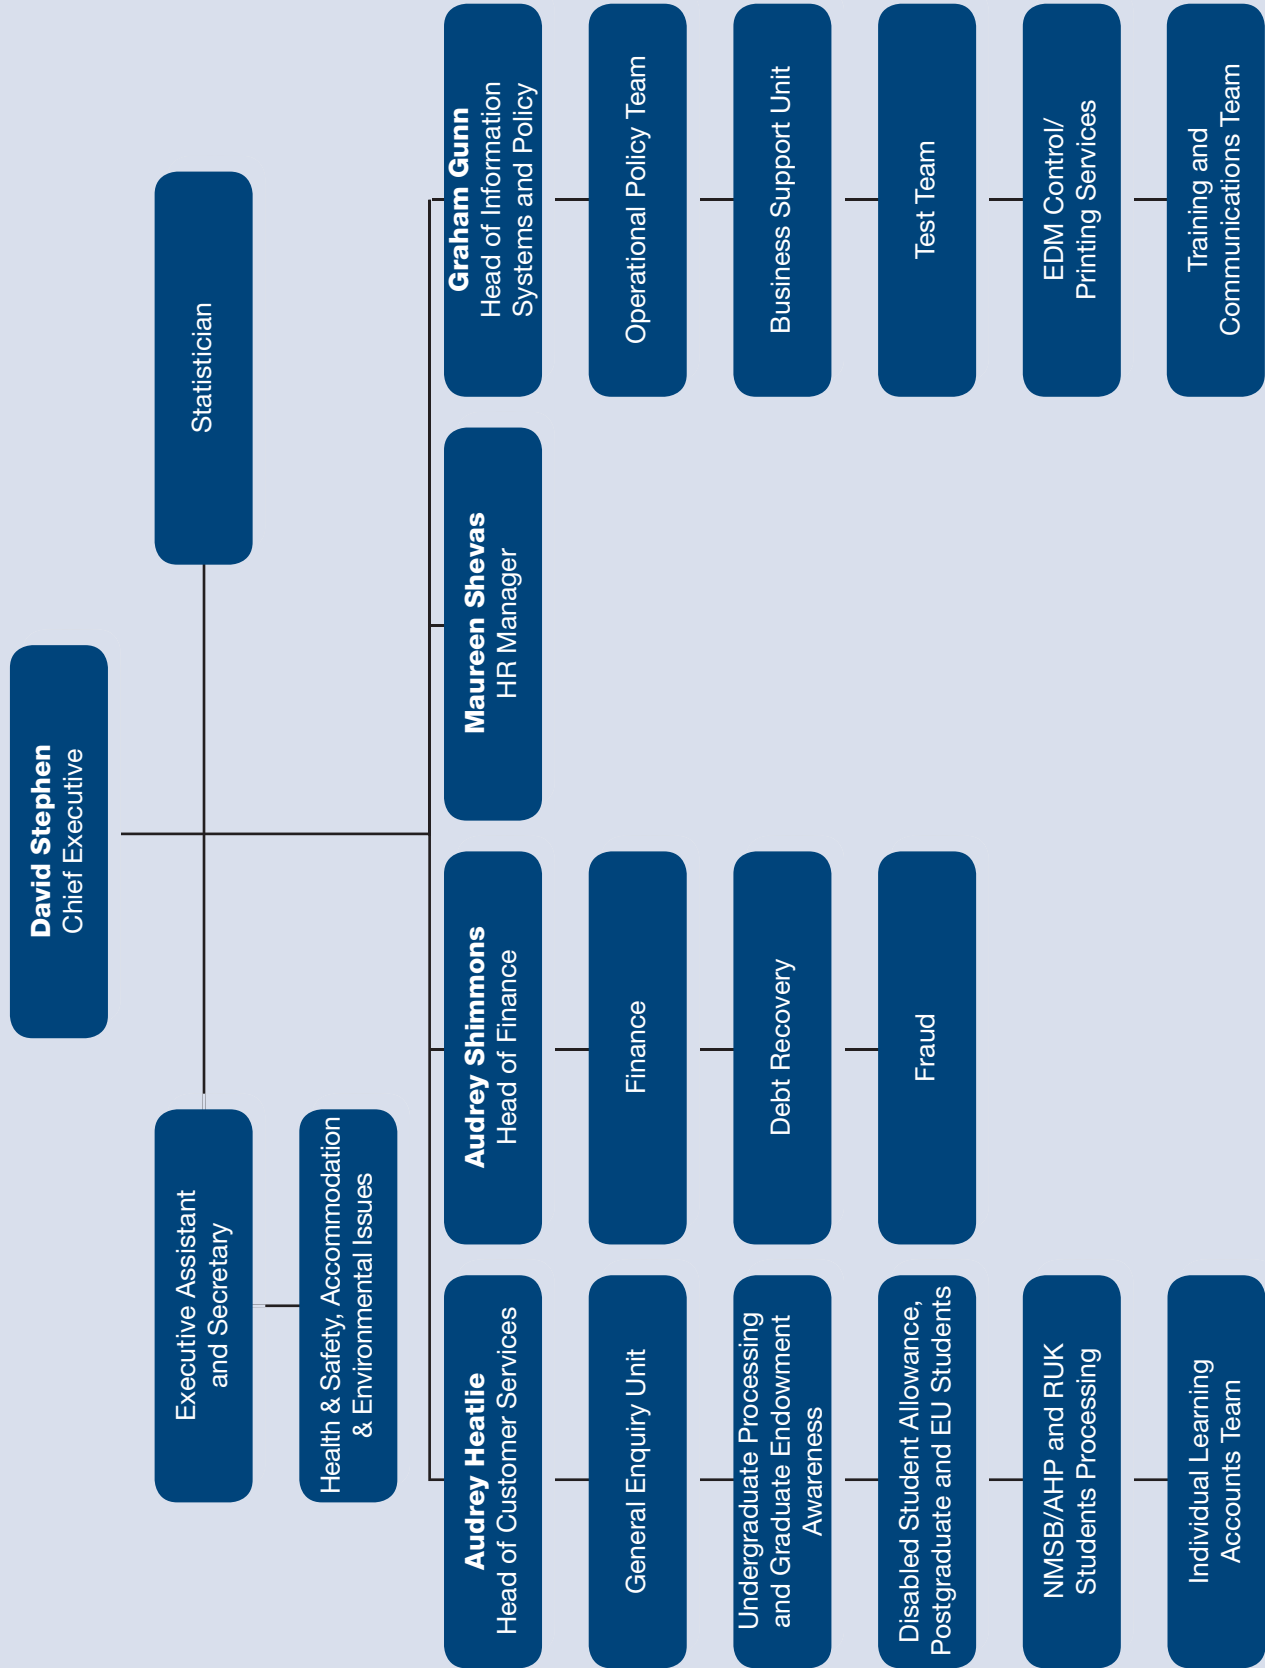 David Stephen
Chief Executive
Executive Assistant
and Secretary
Statistician
Health & Safety, Accommodation
& Environmental Issues
Audrey Heatlie
Head of Customer Services
General Enquiry Unit
Undergraduate Processing
and Graduate Endowment
Awareness
Disabled Student Allowance,
Postgraduate and EU Students
NMSB/AHP and RUK
Students Processing
Individual Learning
Accounts Team
Audrey Shimmons
Head of Finance
Finance
Debt Recovery
Fraud
Maureen Shevas
HR Manager
Graham Gunn
Head of Information
Systems and Policy
Operational Policy Team
Business Support Unit
Test Team
EDM Control/
Printing Services
Training and
Communications Team